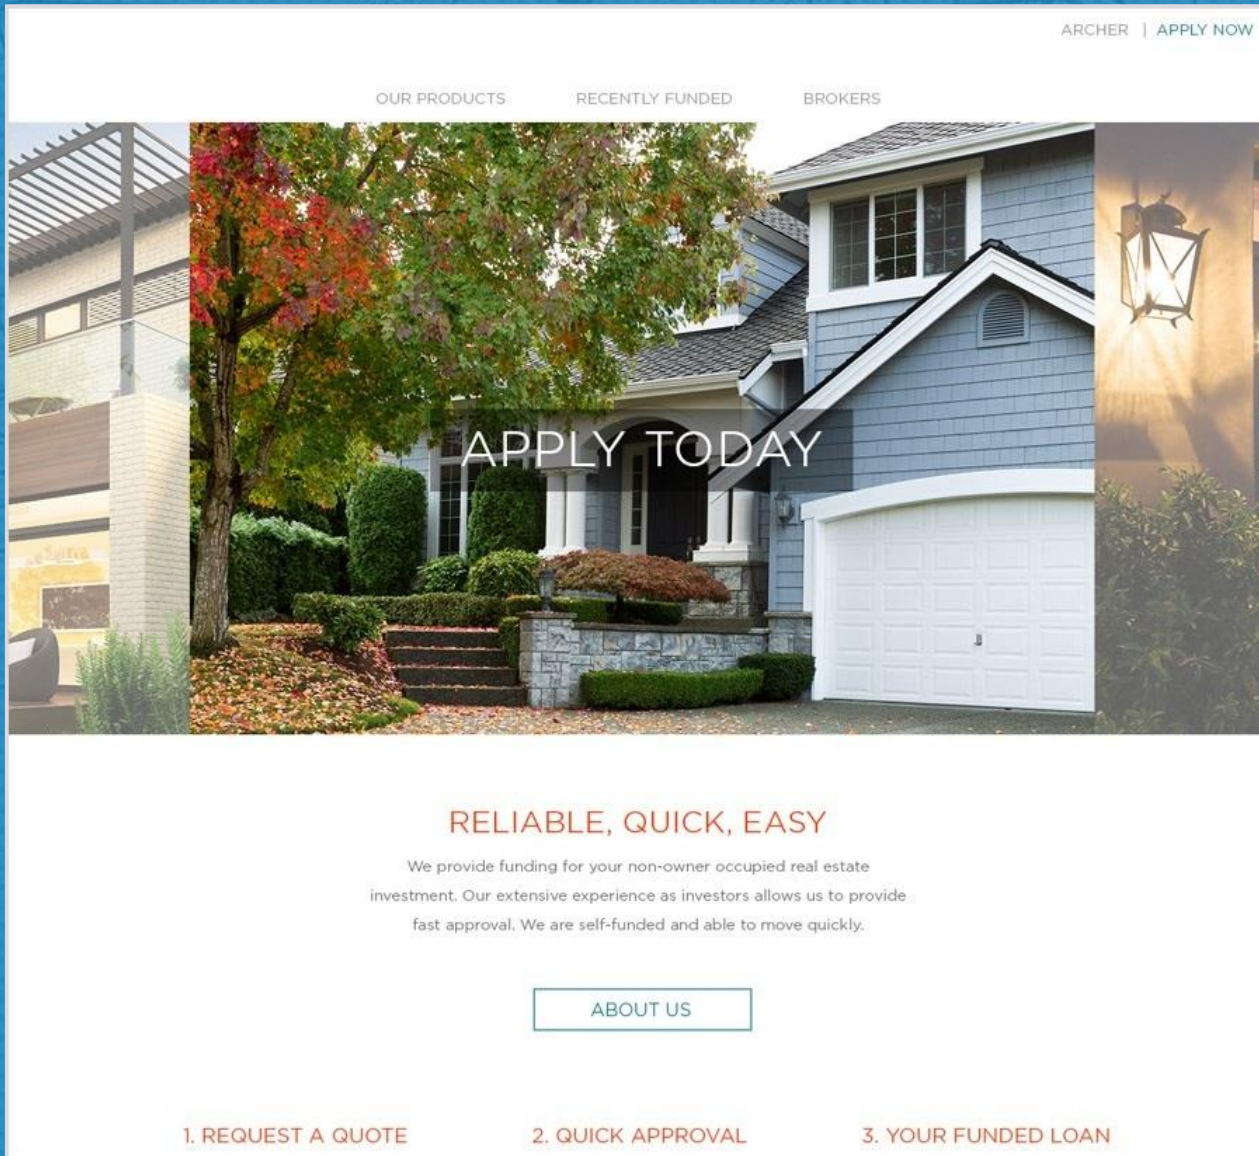 ARCHER | APPLY NOW
OUR PRODUCTS RECENTLY FUNDED BROKERS
APPLY TODAY
RELIABLE, QUICK, EASY
We provide funding for your non-owner occupied real estate
investment. Our extensive experience as investors allows us to provide
fast approval. We are self-funded and able to move quickly.
ABOUT US
1. REQUEST A QUOTE 2. QUICK APPROVAL 3. YOUR FUNDED LOAN